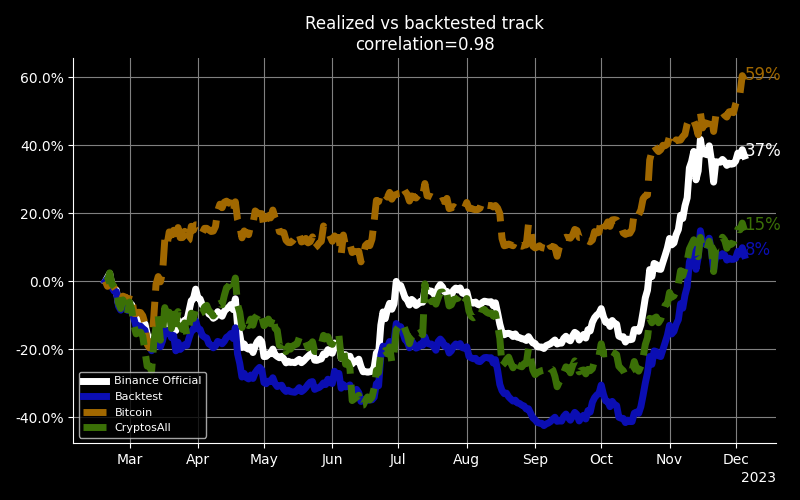 Realized vs backtested track
correlation=0.98
60.0%
40.0%
20.0%
0.0%
-20.0%
-40.0%
59%
37%
15%
8%
Binance Official
Backtest
Bitcoin
CryptosAll
Mar Apr May Jun Jul Aug Sep Oct Nov Dec
2023